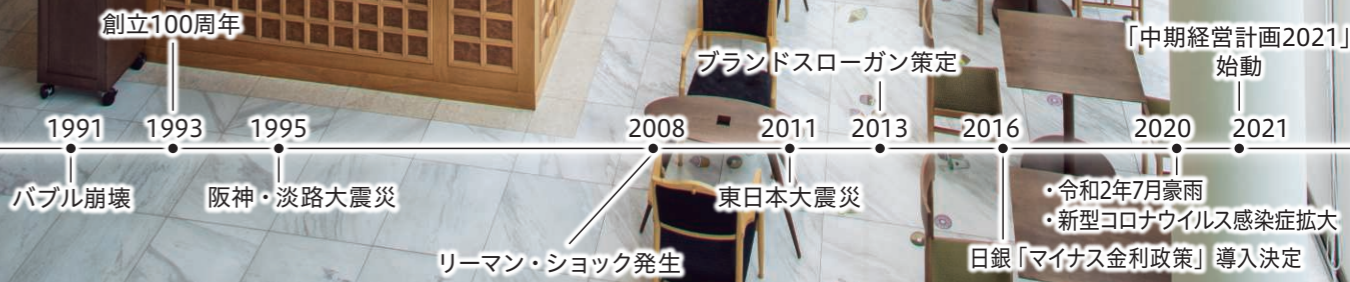 創立100周年
ブランドスローガン策定
「中期経営計画2021」
始動
1991
1993
1995
2008
2011
2013
2016
2020
2021
バブル崩壊
阪神・淡路大震災
リーマン・ショック発生
東日本大震災
・令和2年7月豪雨
・新型コロナウイルス感染症拡大
日銀「マイナス金利政策」導入決定